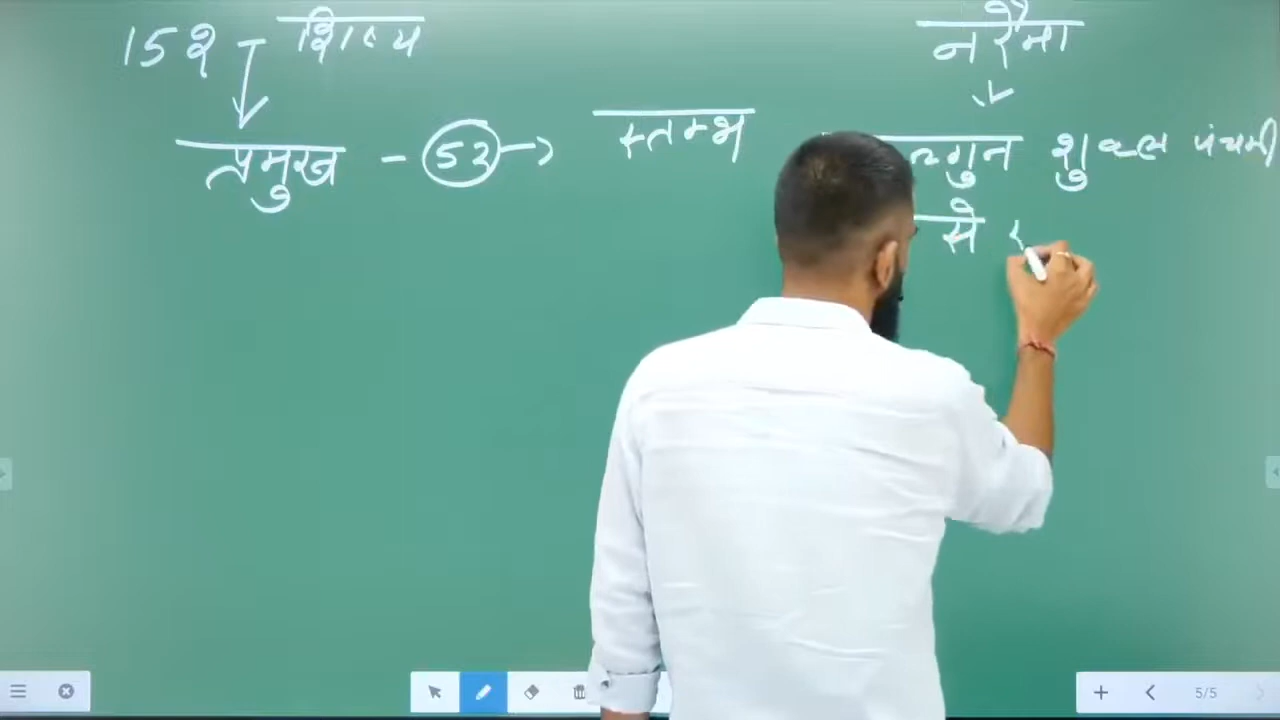 152 शिष्य
प्रमुख - 52 → स्तम्भ
नरैना
ल्गुन शुक्ल पंचमी
से
5/5